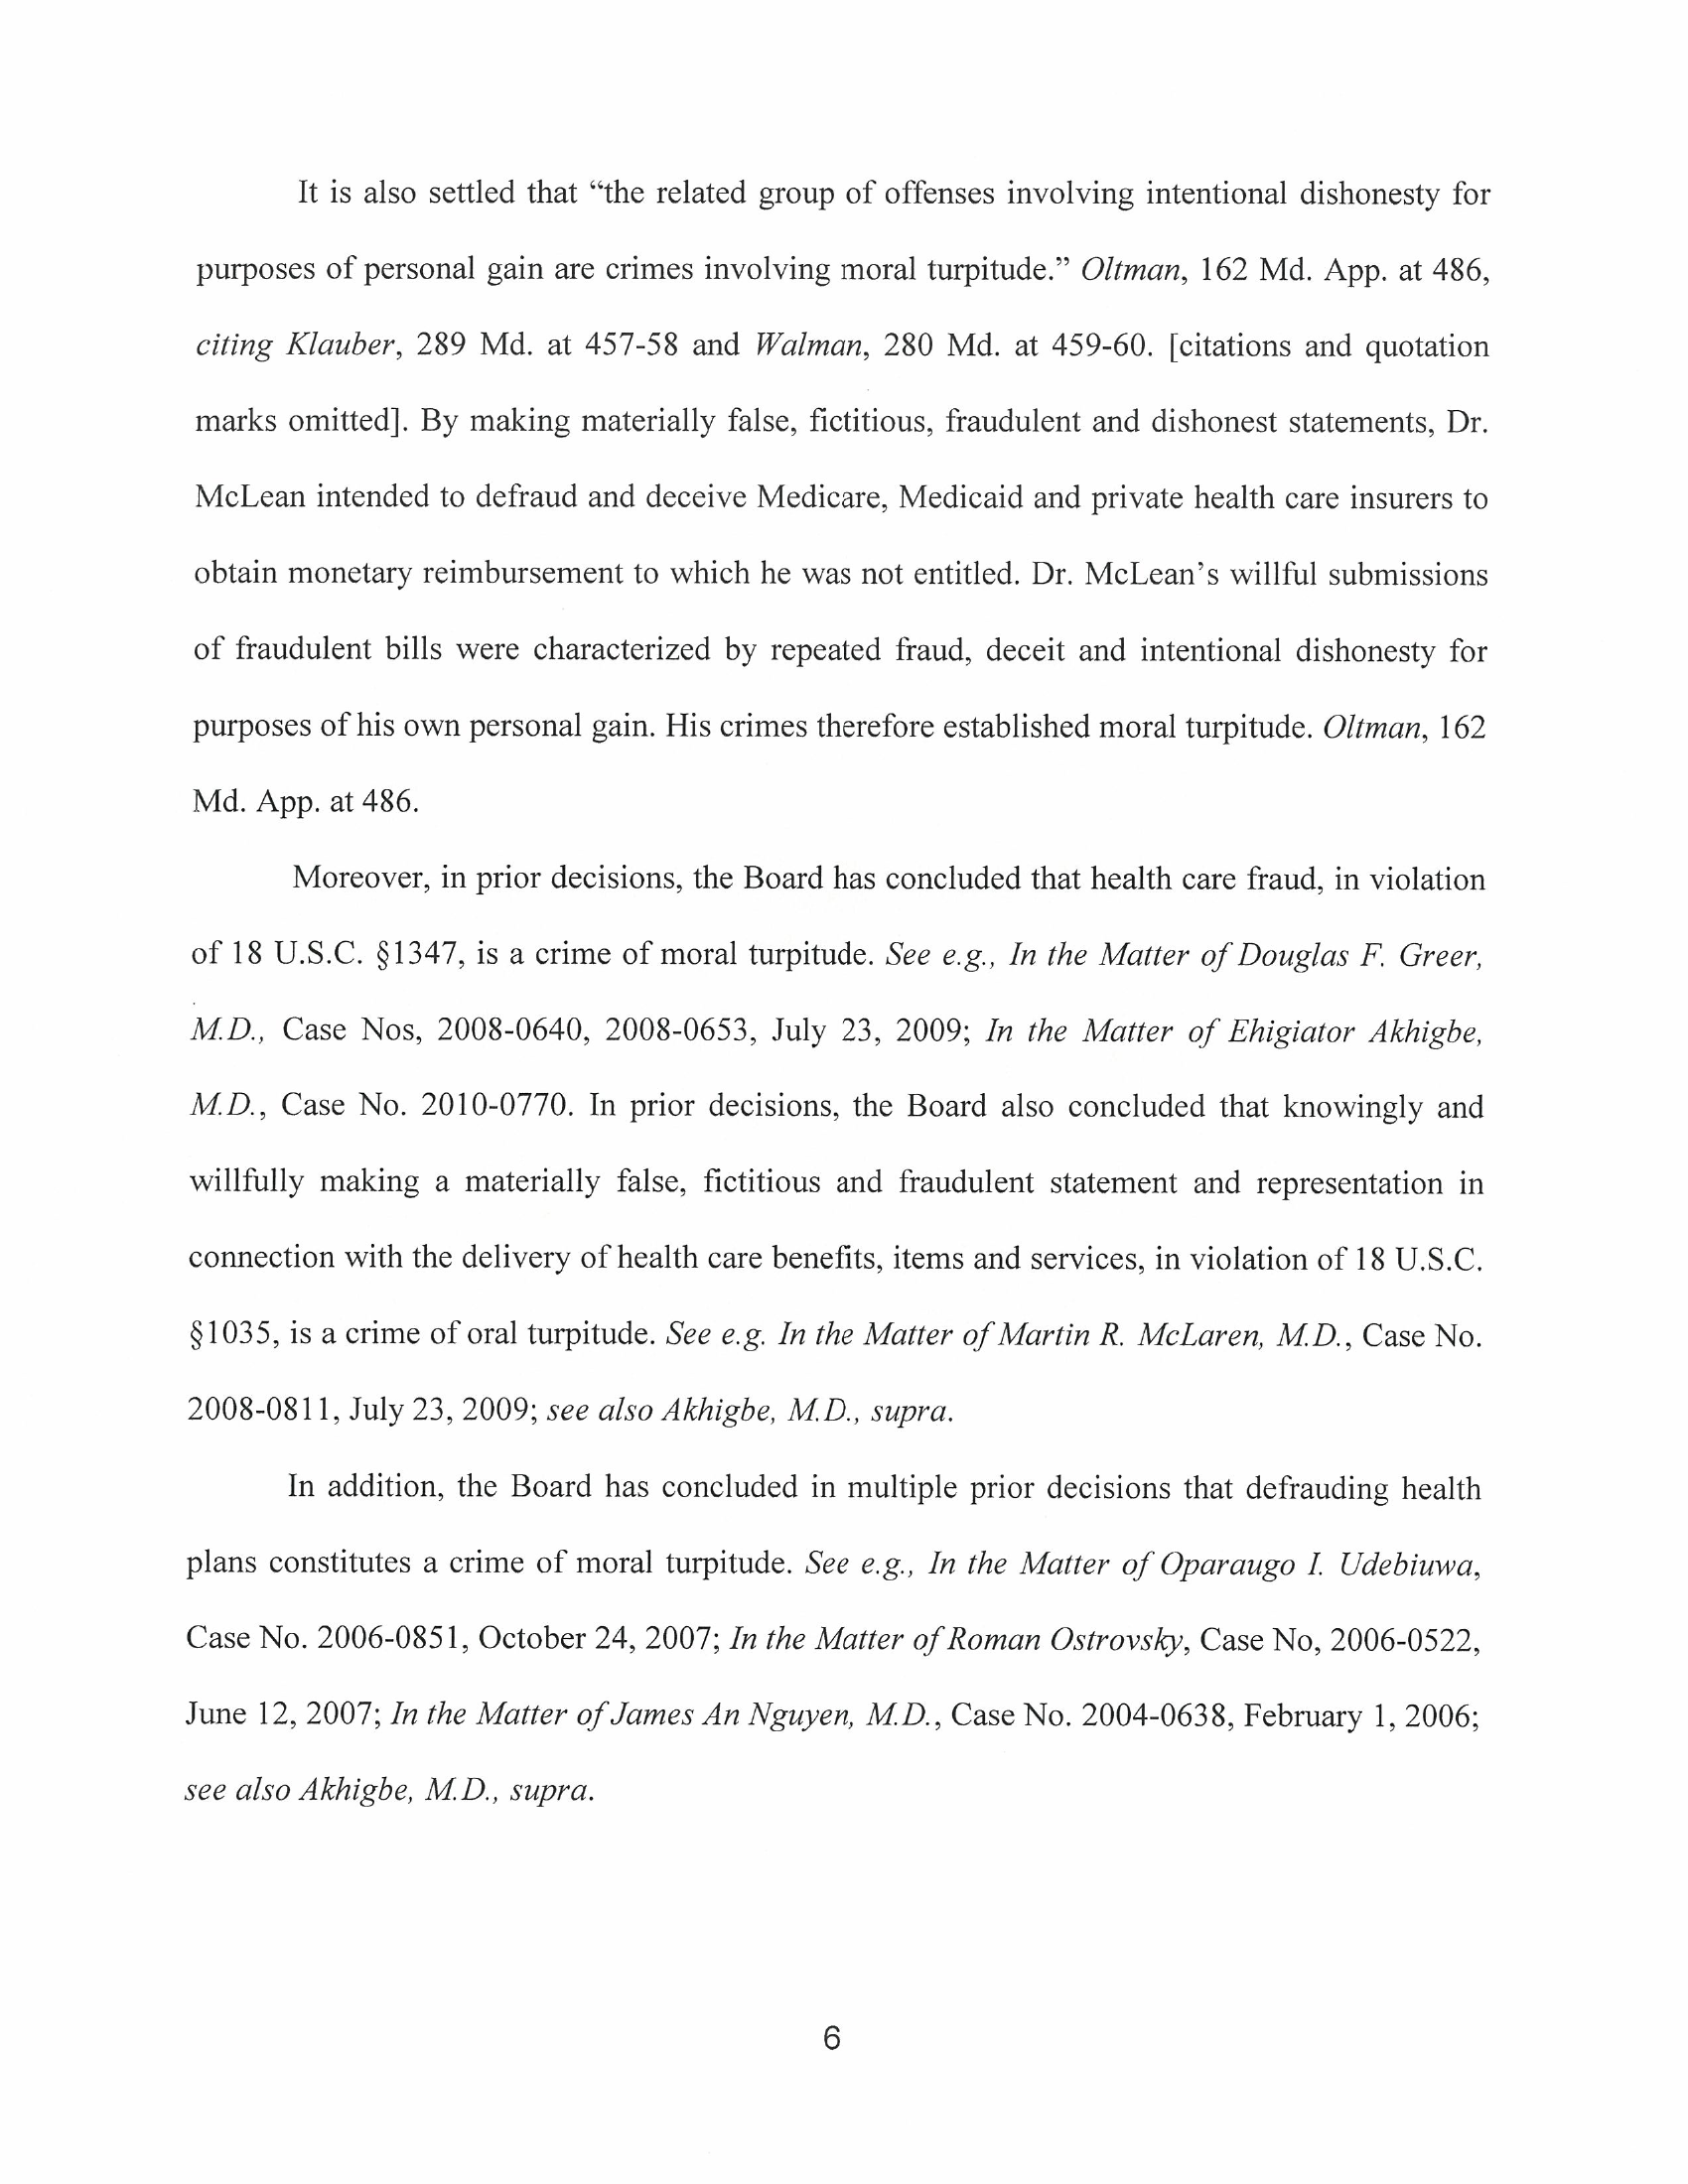 It is also settled that “the related group of offenses involving intentional dishonesty for
purposes of personal gain are crimes involving moral turpitude.” Oltman, 162 Md. App. at 486,
citing Klauber, 289 Md. at 457-58 and Walman, 280 Md. at 459-60. [citations and quotation
marks omitted]. By making materially false, fictitious, fraudulent and dishonest statements, Dr.
McLean intended to defraud and deceive Medicare, Medicaid and private health care insurers to
obtain monetary reimbursement to which he was not entitled. Dr. McLean’s willful submissions
of fraudulent bills were characterized by repeated fraud, deceit and intentional dishonesty for
purposes of his own personal gain. His crimes therefore established moral turpitude. Oltman, 162
Md. App. at 486.
Moreover, in prior decisions, the Board has concluded that health care fraud, in violation
of 18 U.S.C. §1347, is a crime of moral turpitude. See e.g., In the Matter of Douglas F. Greer,
M.D., Case Nos, 2008-0640, 2008-0653, July 23, 2009; In the Matter of Ehigiator Akhigbe,
M.D., Case No. 2010-0770. In prior decisions, the Board also concluded that knowingly and
willfully making a materially false, fictitious and fraudulent statement and representation in
connection with the delivery of health care benefits, items and services, in violation of 18 U.S.C.
§1035, is a crime of oral turpitude. See e.g. In the Matter of Martin R. McLaren, M.D., Case No.
2008-0811, July 23, 2009; see also Akhigbe, M.D., supra.
In addition, the Board has concluded in multiple prior decisions that defrauding health
plans constitutes a crime of moral turpitude. See e.g., In the Matter of Oparaugo I. Udebiuwa,
Case No. 2006-0851, October 24, 2007; In the Matter of Roman Ostrovsky, Case No, 2006-0522,
June 12, 2007; In the Matter of James An Nguyen, M.D., Case No. 2004-0638, February 1, 2006;
see also Akhigbe, M.D., supra.
6